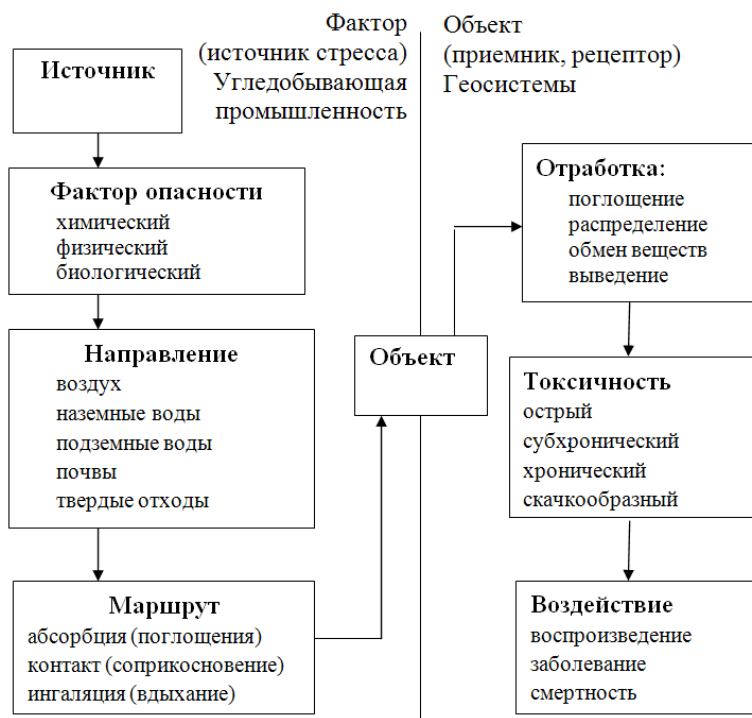 Фактор
(источник стресса)
Угледобывающая
промышленность
Объект
(приемник, рецептор)
Геосистемы
Источник
Фактор опасности
химический
физический
биологический
Направление
воздух
наземные воды
подземные воды
почвы
твердые отходы
Маршрут
абсорбция (поглощения)
контакт (соприкосновение)
ингаляция (вдыхание)
Объект
Отработка:
поглощение
распределение
обмен веществ
выведение
Токсичность
острый
субхронический
хронический
скачкообразный
Воздействие
воспроизведение
заболевание
смертность